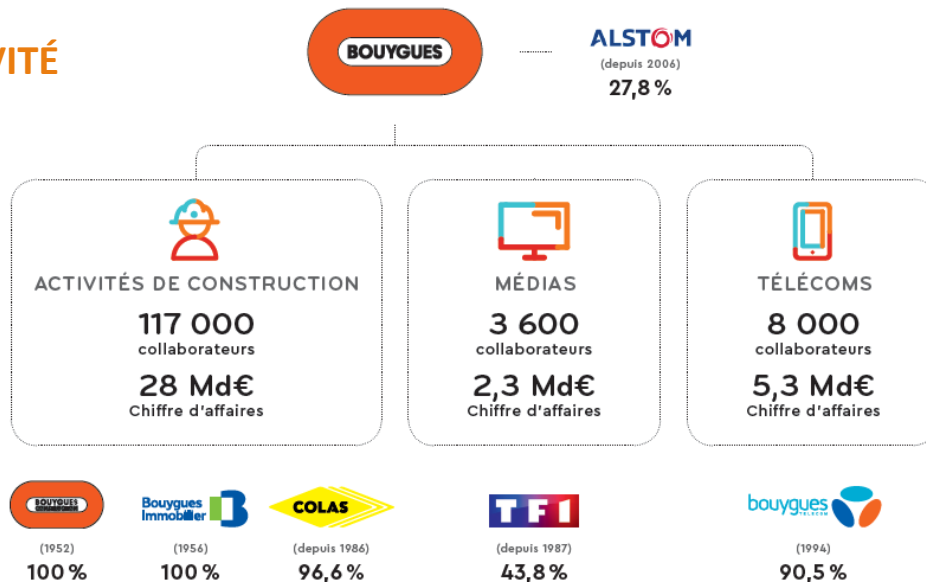 VITÉ
BOUYGUES
ALSTOM
(depuis 2006)
27,8 %
ACTIVITÉS DE CONSTRUCTION
117 000
collaborateurs
28 Md€
Chiffre d'affaires
MÉDIAS
3 600
collaborateurs
2,3 Md€
Chiffre d'affaires
TÉLÉCOMS
8 000
collaborateurs
5,3 Md€
Chiffre d'affaires
BOUYGUES
(1952)
100 %
Bouygues
Immobilier
(1956)
100 %
COLAS
(depuis 1986)
96,6 %
TF1
(depuis 1987)
43,8 %
bouygues
TELECOM
(1994)
90,5 %